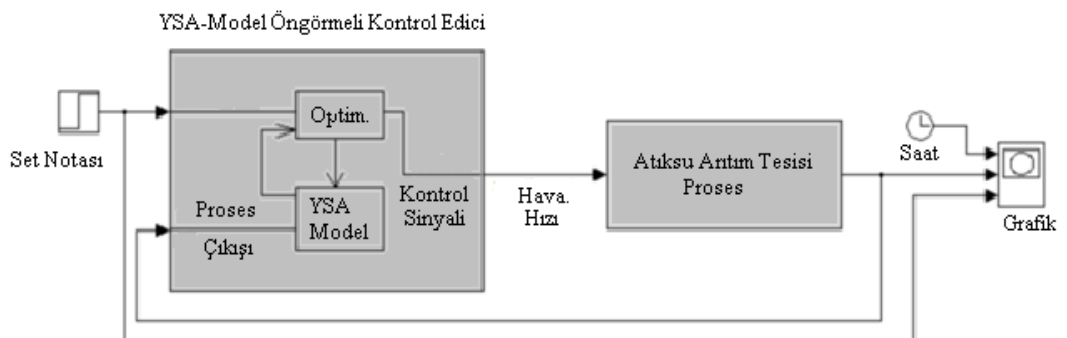 YSA-Model Öngörmeli Kontrol Edici
Set Notası
Optim.
YSA
Model
Proses
Çıkışı
Kontrol
Sinyali
Hava.
Hızı
Atıksu Arıtım Tesisi
Proses
Saat
Grafik